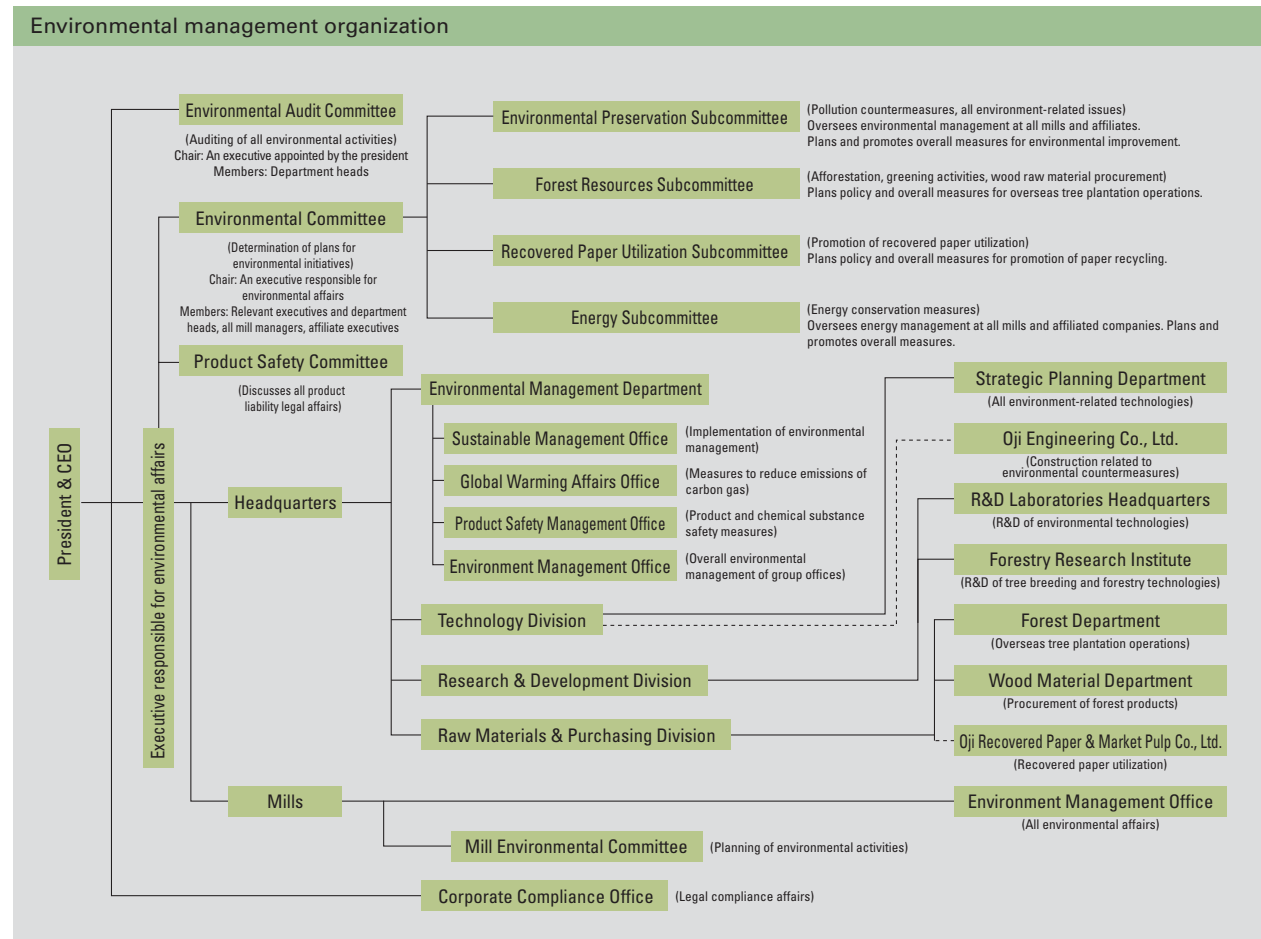 Environmental management organization
Environmental Audit Committee
(Auditing of all environmental activities)
Chair: An executive appointed by the president
Members: Department heads
Environmental Committee
(Determination of plans for
environmental initiatives)
Chair: An executive responsible for
environmental affairs
Members: Relevant executives and department
heads, all mill managers, affiliate executives
Product Safety Committee
(Discusses all product
liability legal affairs)
Environmental Preservation Subcommittee
(Pollution countermeasures, all environment-related issues)
Oversees environmental management at all mills and affiliates.
Plans and promotes overall measures for environmental improvement.
Forest Resources Subcommittee
(Afforestation, greening activities, wood raw material procurement)
Plans policy and overall measures for overseas tree plantation operations.
Recovered Paper Utilization Subcommittee
(Promotion of recovered paper utilization)
Plans policy and overall measures for promotion of paper recycling.
Energy Subcommittee
(Energy conservation measures)
Oversees energy management at all mills and affiliated companies. Plans and
promotes overall measures.
President & CEO
Executive responsible for environmental affairs
Headquarters
Environmental Management Department
Sustainable Management Office
(Implementation of environmental
management)
Global Warming Affairs Office
(Measures to reduce emissions of
carbon gas)
Product Safety Management Office
(Product and chemical substance
safety measures)
Environment Management Office
(Overall environmental
management of group offices)
Technology Division
Research & Development Division
Raw Materials & Purchasing Division
Strategic Planning Department
(All environment-related technologies)
Oji Engineering Co., Ltd.
(Construction related to
environmental countermeasures)
R&D Laboratories Headquarters
(R&D of environmental technologies)
Forestry Research Institute
(R&D of tree breeding and forestry technologies)
Forest Department
(Overseas tree plantation operations)
Wood Material Department
(Procurement of forest products)
Oji Recovered Paper & Market Pulp Co., Ltd.
(Recovered paper utilization)
Mills
Environment Management Office
(All environmental affairs)
Mill Environmental Committee
(Planning of environmental activities)
Corporate Compliance Office
(Legal compliance affairs)